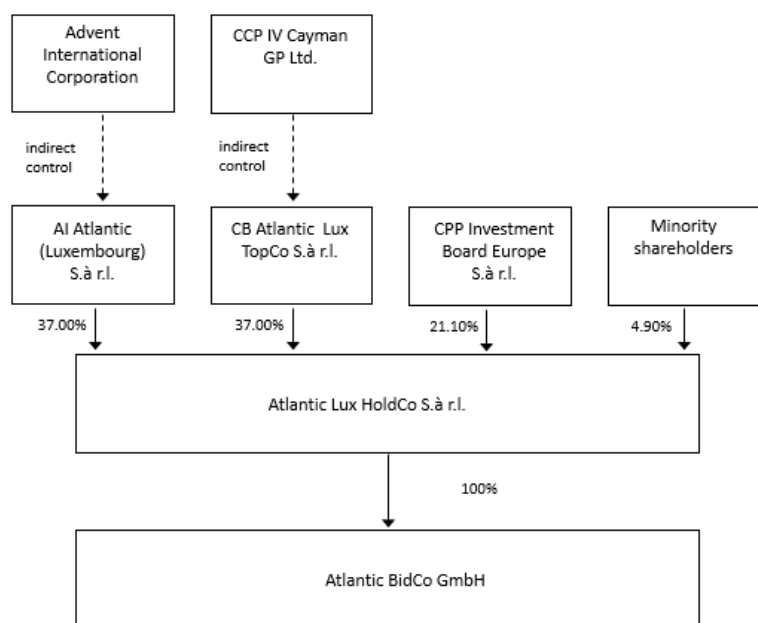 Advent
International
Corporation
CCP IV Cayman
GP Ltd.
indirect
control
indirect
control
AI Atlantic
(Luxembourg)
S.à r.l.
CB Atlantic Lux
TopCo S.à r.l.
CPP Investment
Board Europe
S.à r.l.
Minority
shareholders
37.00%
37.00%
21.10%
4.90%
Atlantic Lux HoldCo S.à r.l.
100%
Atlantic BidCo GmbH